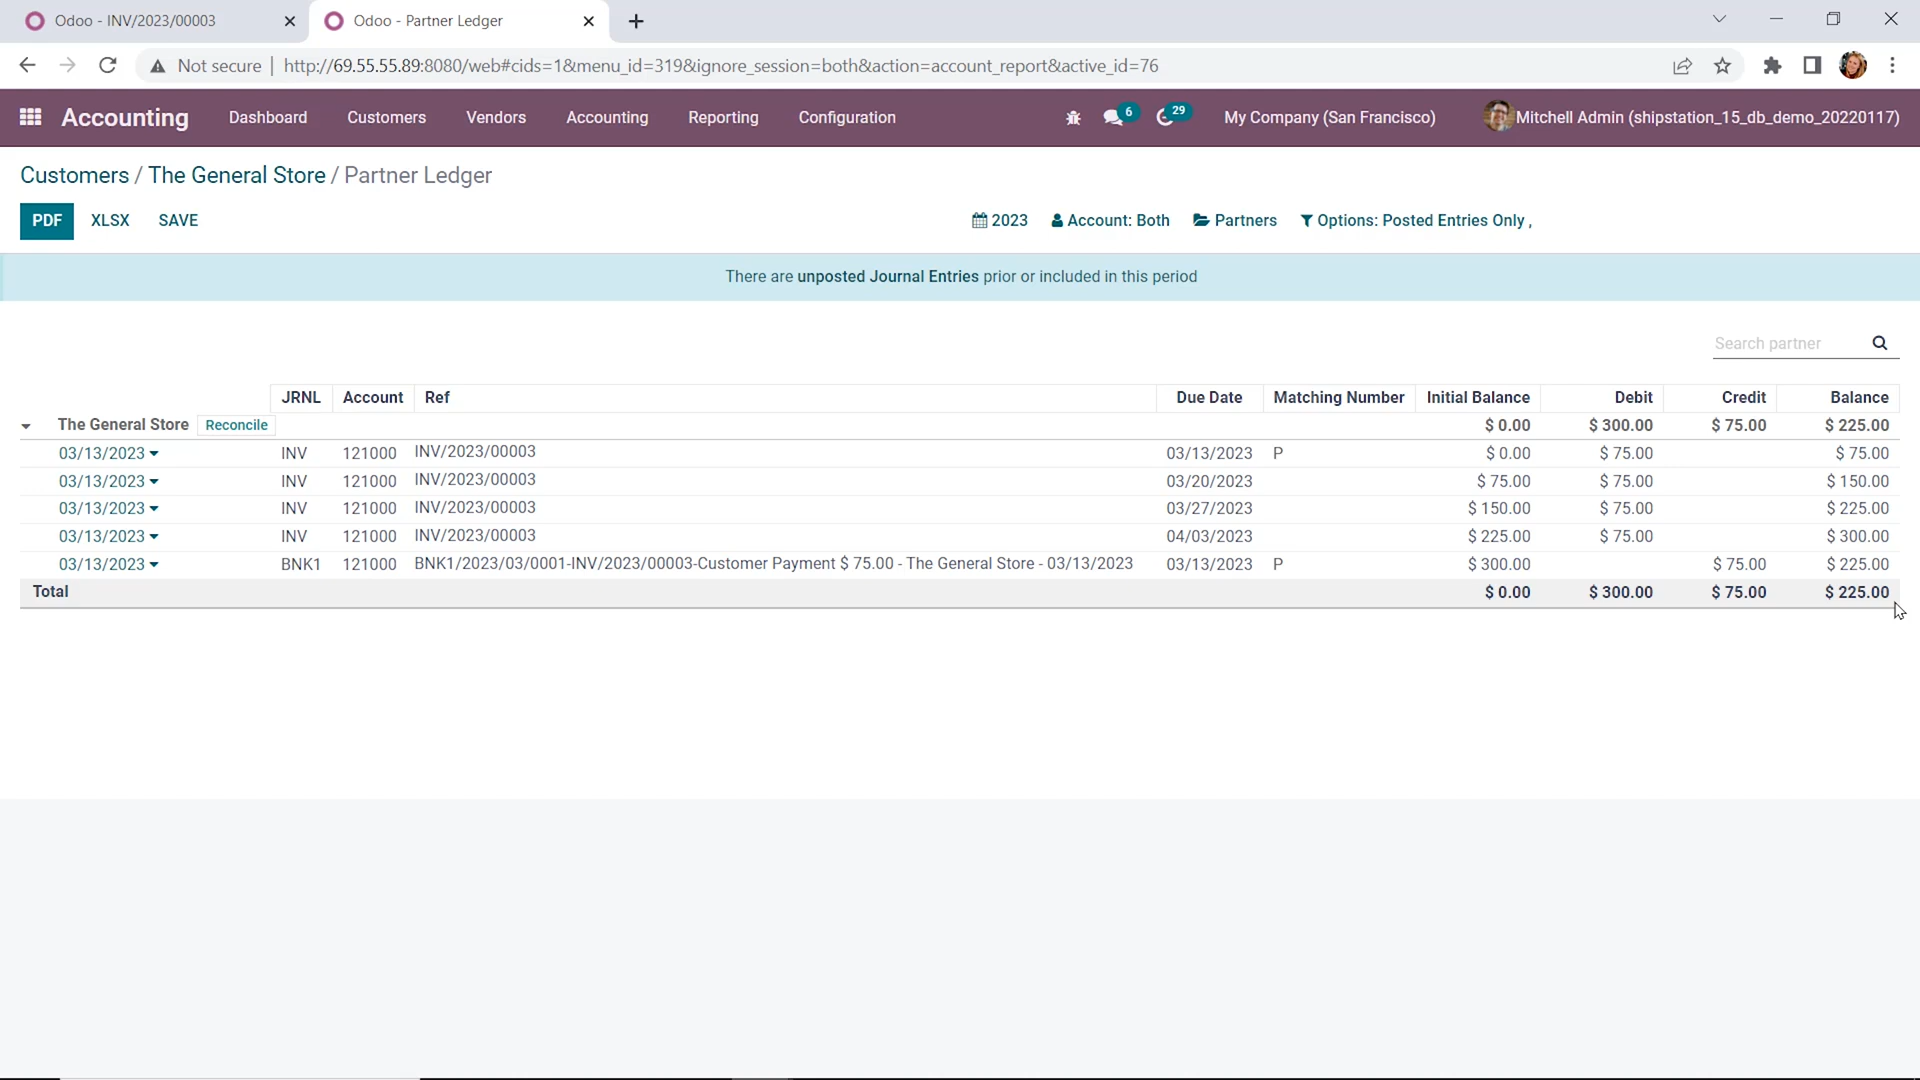 Odoo - INV/2023/00003
Odoo - Partner Ledger
Not secure | http://69.55.55.89:8080/web#cids=1&menu_id=319&ignore_session=both&action=account_report&active_id=76
Accounting Dashboard Customers Vendors Accounting Reporting Configuration 6 29 My Company (San Francisco) Mitchell Admin (shipstation_15_db_demo_20220117)
Customers / The General Store / Partner Ledger
PDF XLSX SAVE 2023 Account: Both Partners Options: Posted Entries Only ,
There are unposted Journal Entries prior or included in this period
Search partner
JRNL Account Ref Due Date Matching Number Initial Balance Debit Credit Balance
The General Store Reconcile $ 0.00 $ 300.00 $ 75.00 $ 225.00
03/13/2023 INV 121000 INV/2023/00003 03/13/2023 P $ 0.00 $ 75.00 $ 75.00
03/13/2023 INV 121000 INV/2023/00003 03/20/2023 $ 75.00 $ 75.00 $ 150.00
03/13/2023 INV 121000 INV/2023/00003 03/27/2023 $ 150.00 $ 75.00 $ 225.00
03/13/2023 INV 121000 INV/2023/00003 04/03/2023 $ 225.00 $ 75.00 $ 300.00
03/13/2023 BNK1 121000 BNK1/2023/03/0001-INV/2023/00003-Customer Payment $ 75.00 - The General Store - 03/13/2023 03/13/2023 P $ 300.00 $ 75.00 $ 225.00
Total $ 0.00 $ 300.00 $ 75.00 $ 225.00